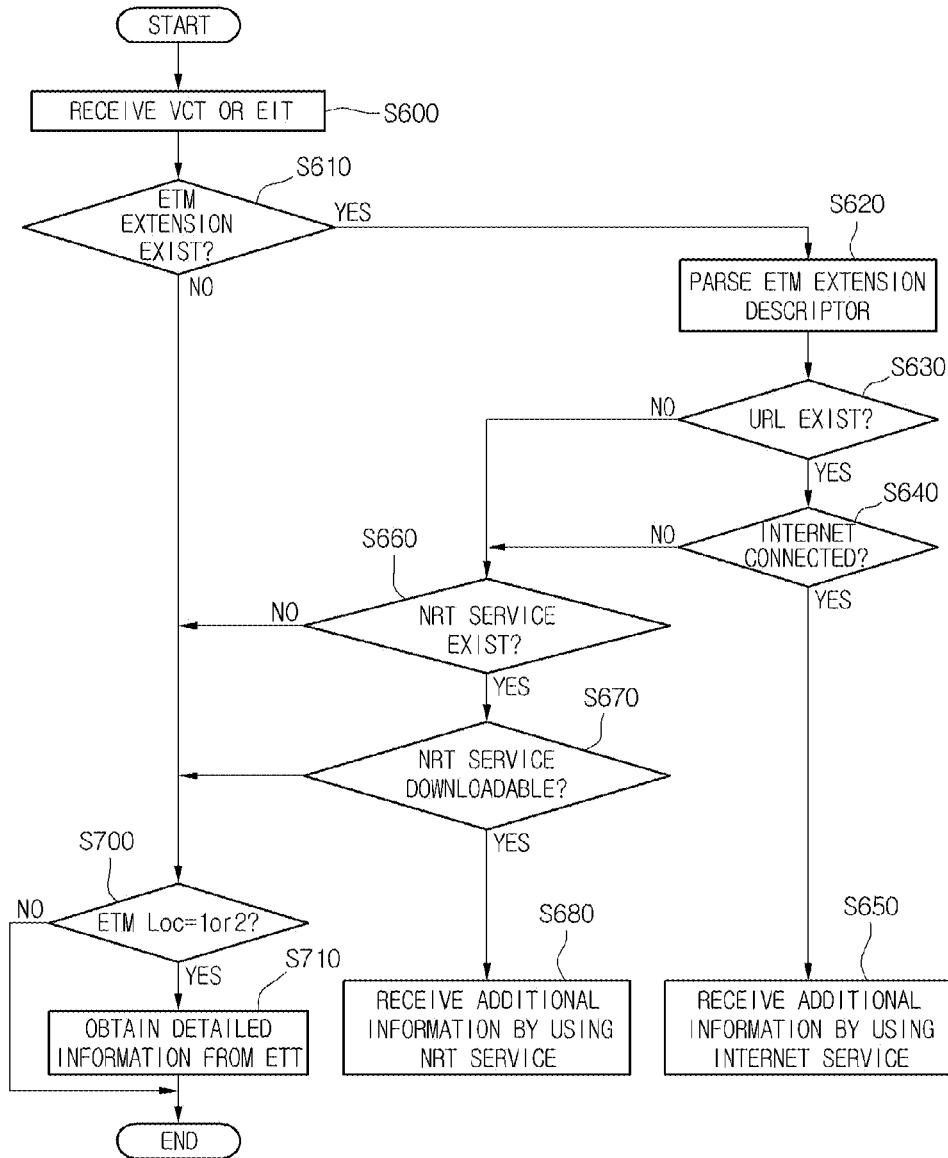 START
RECEIVE VCT OR EIT
S600
S610
ETM
EXTENSION
EXIST?
YES
NO
S620
PARSE ETM EXTENSION
DESCRIPTOR
S630
NO
URL EXIST?
YES
S640
NO
INTERNET
CONNECTED?
YES
S660
NO
NRT SERVICE
EXIST?
YES
S670
NRT SERVICE
DOWNLOADABLE?
YES
S700
NO
ETM Loc=1or2?
YES
S710
OBTAIN DETAILED
INFORMATION FROM ETT
S680
RECEIVE ADDITIONAL
INFORMATION BY USING
NRT SERVICE
S650
RECEIVE ADDITIONAL
INFORMATION BY USING
INTERNET SERVICE
END